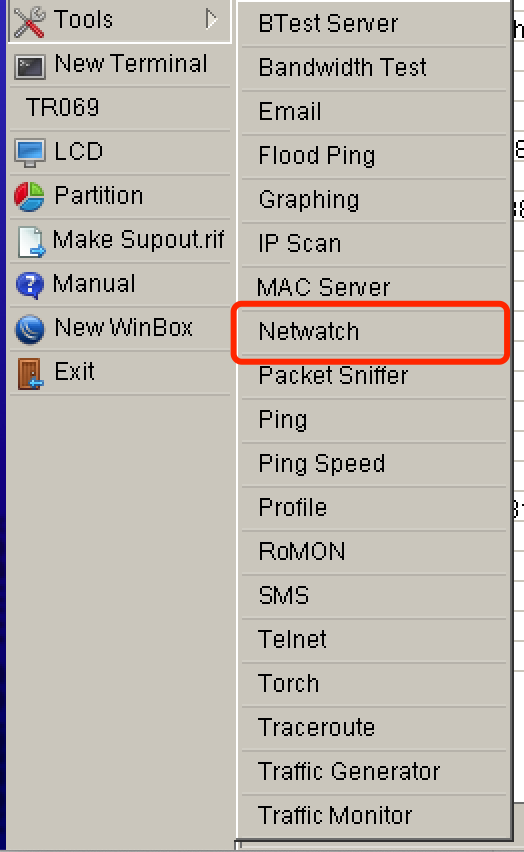 Tools
New Terminal
TR069
LCD
Partition
Make Supout.rif
Manual
New WinBox
Exit
BTest Server
Bandwidth Test
Email
Flood Ping
Graphing
IP Scan
MAC Server
Netwatch
Packet Sniffer
Ping
Ping Speed
Profile
RoMON
SMS
Telnet
Torch
Traceroute
Traffic Generator
Traffic Monitor